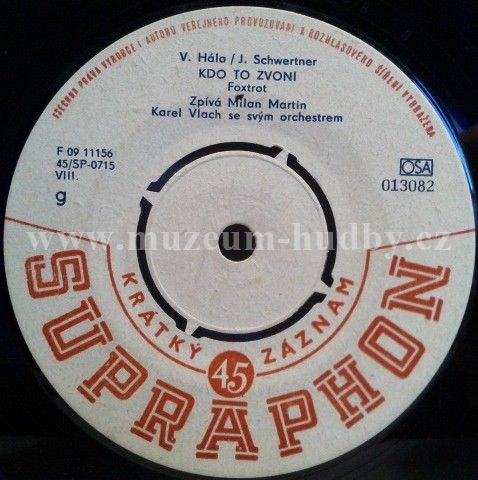 VŠECHNA PRÁVA VÝROBCE I AUTORŮ VEŘEJNÉHO PROVOZOVÁNÍ A ROZHLASOVÉHO ŠÍŘENÍ VYHRAŽENA
V. Hála / J. Schwertner
KDO TO ZVONÍ
Foxtrot
Zpívá Milan Martin
Karel Vlach se svým orchestrem
F 09 11156
45/SP-0715
VIII.
g
OSA
013082
www.muzeum-hudby.cz
KRÁTKÝ 45 ZÁZNAM
SUPRAPHON